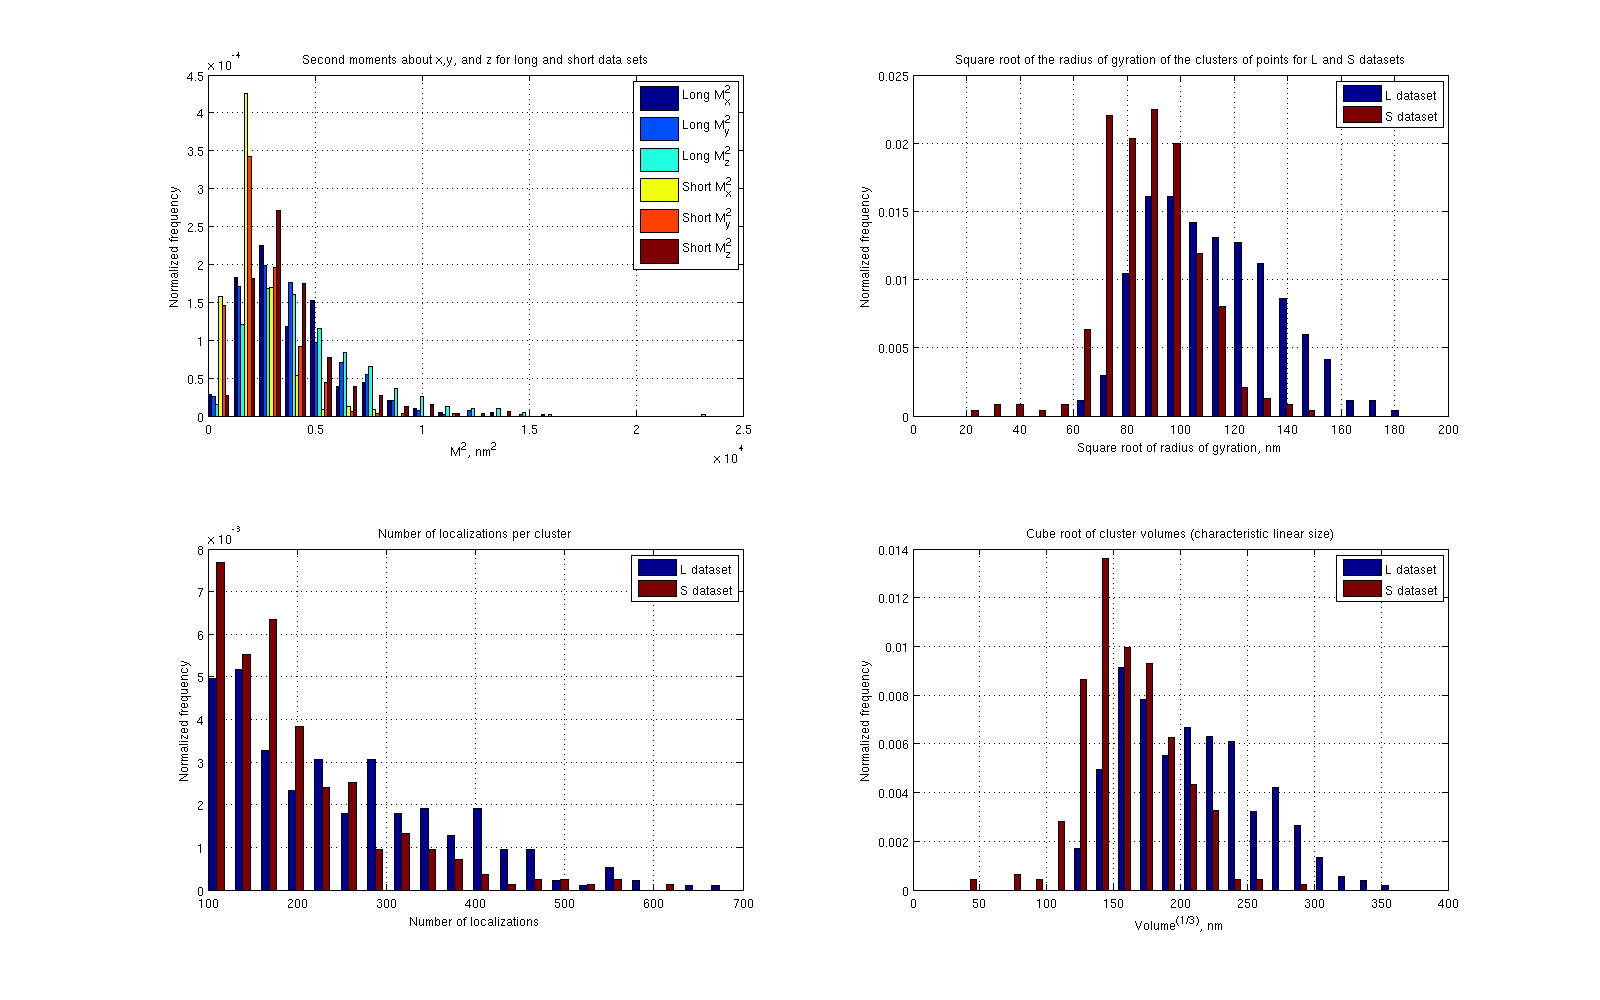 Second moments about x,y, and z for long and short data sets
x 10^-4
4.5
4
3.5
3
2.5
2
1.5
1
0.5
0
Normalized frequency
Long M²x
Long M²y
Long M²z
Short M²x
Short M²y
Short M²z
0 0.5 1 1.5 2 2.5
M², nm²
x 10^4
Square root of the radius of gyration of the clusters of points for L and S datasets
0.025
0.02
0.015
0.01
0.005
0
Normalized frequency
L dataset
S dataset
0 20 40 60 80 100 120 140 160 180 200
Square root of radius of gyration, nm
Number of localizations per cluster
x 10^-3
8
7
6
5
4
3
2
1
0
Normalized frequency
L dataset
S dataset
100 200 300 400 500 600 700
Number of localizations
Cube root of cluster volumes (characteristic linear size)
0.014
0.012
0.01
0.008
0.006
0.004
0.002
0
Normalized frequency
L dataset
S dataset
0 50 100 150 200 250 300 350 400
Volume^(1/3), nm